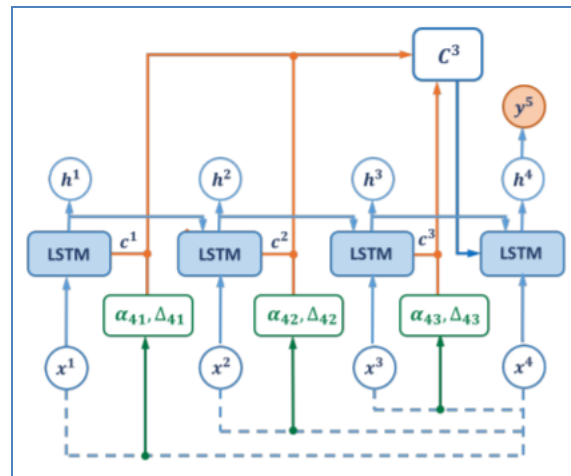 C³
y⁵
h¹ h² h³ h⁴
LSTM c¹ LSTM c² LSTM c³ LSTM
α₄₁, Δ₄₁ α₄₂, Δ₄₂ α₄₃, Δ₄₃
x¹ x² x³ x⁴